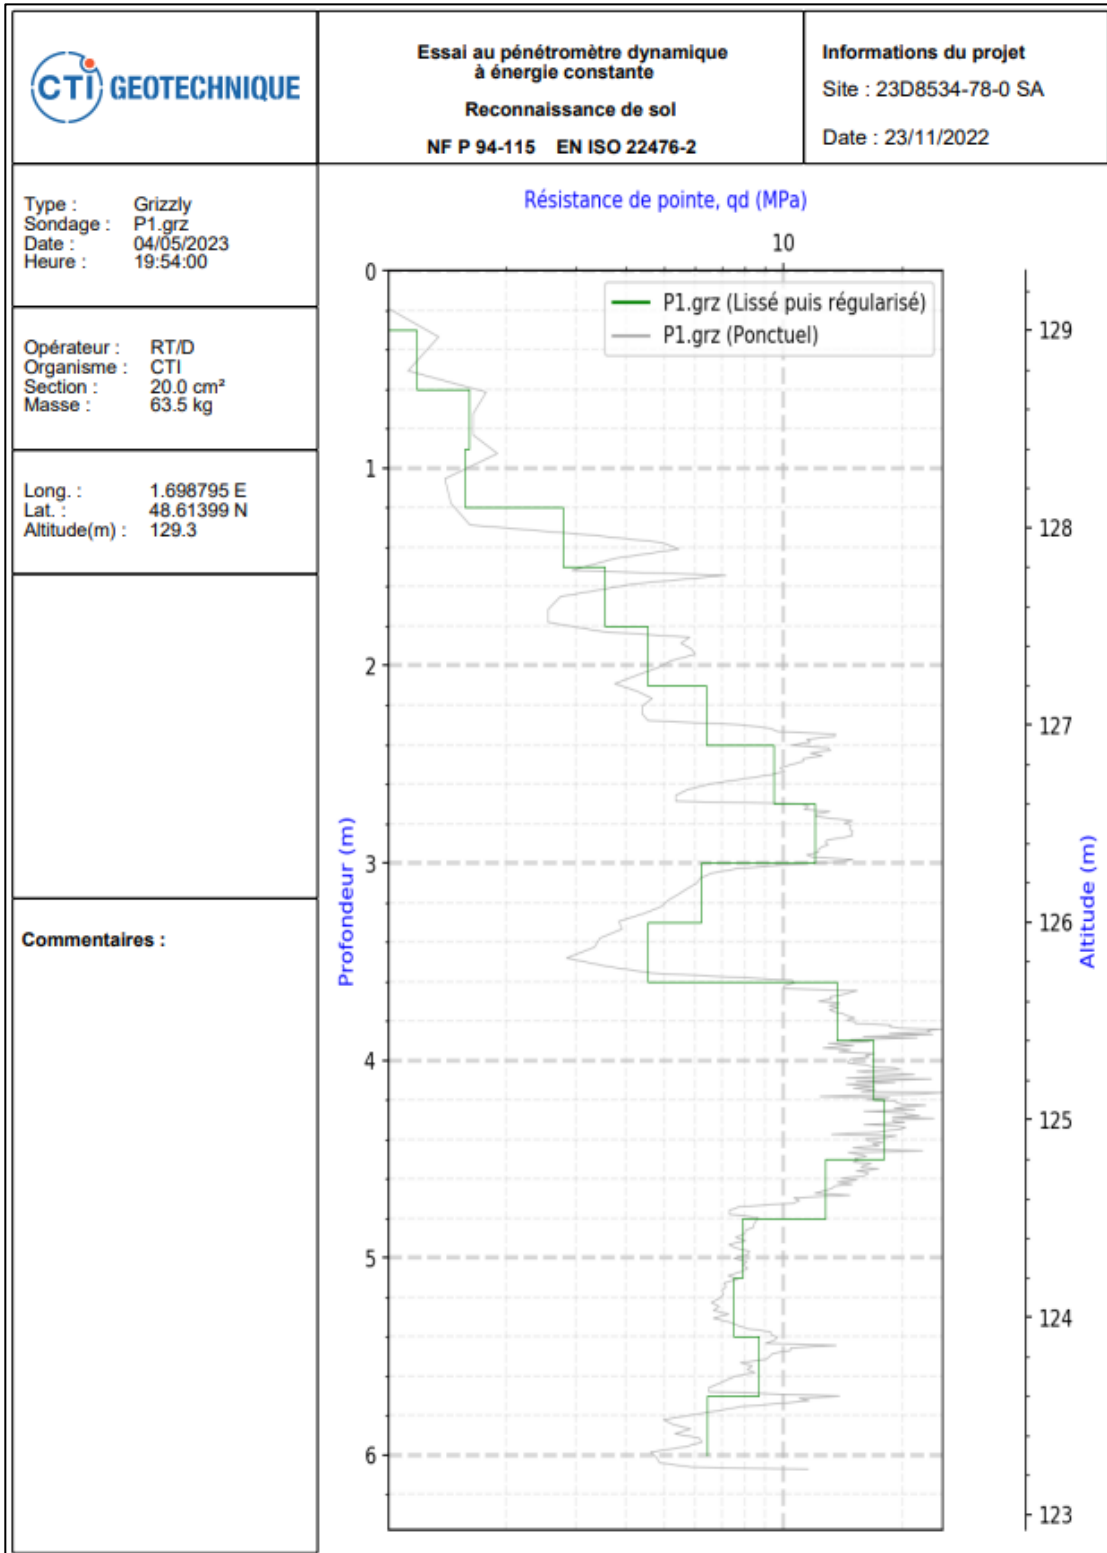 CTi GEOTECHNIQUE
Essai au pénétromètre dynamique
à énergie constante
Reconnaissance de sol
NF P 94-115 EN ISO 22476-2
Informations du projet
Site : 23D8534-78-0 SA
Date : 23/11/2022
Type : Grizzly
Sondage : P1.grz
Date : 04/05/2023
Heure : 19:54:00
Opérateur : RT/D
Organisme : CTI
Section : 20.0 cm²
Masse : 63.5 kg
Long. : 1.698795 E
Lat. : 48.61399 N
Altitude(m) : 129.3
Commentaires :
Résistance de pointe, qd (MPa)
10
P1.grz (Lissé puis régularisé)
P1.grz (Ponctuel)
Profondeur (m)
0
1
2
3
4
5
6
129
128
127
126
125
124
123
Altitude (m)